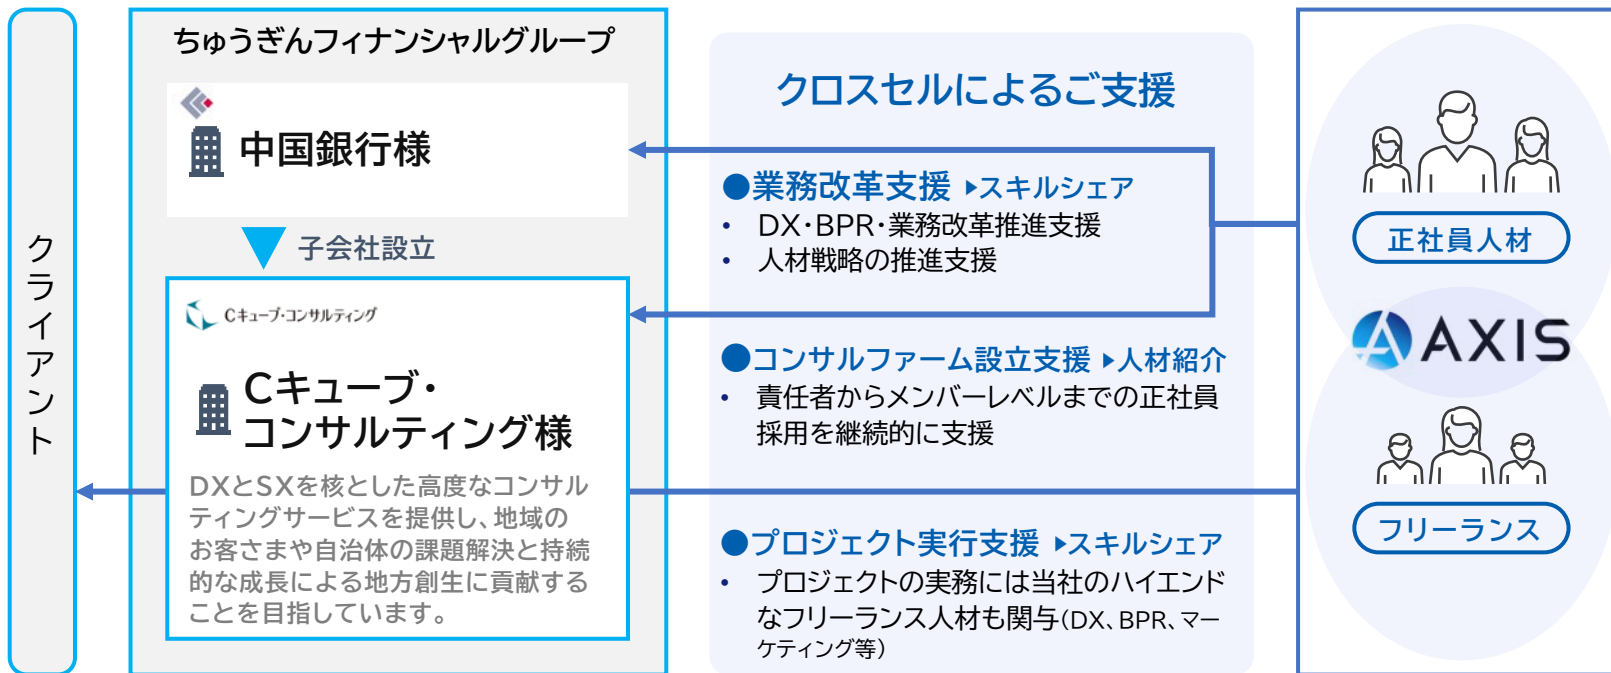 クライアント
ちゅうぎんフィナンシャルグループ
中国銀行様
子会社設立
Cキューブ・コンサルティング
Cキューブ・
コンサルティング様
DXとSXを核とした高度なコンサル
ティングサービスを提供し、地域の
お客さまや自治体の課題解決と持続
的な成長による地方創生に貢献する
ことを目指しています。
クロスセルによるご支援
●業務改革支援 ▶スキルシェア
• DX・BPR・業務改革推進支援
• 人材戦略の推進支援
●コンサルファーム設立支援 ▶人材紹介
• 責任者からメンバーレベルまでの正社員
採用を継続的に支援
●プロジェクト実行支援 ▶スキルシェア
• プロジェクトの実務には当社のハイエンド
なフリーランス人材も関与(DX、BPR、マー
ケティング等)
正社員人材
AXIS
フリーランス